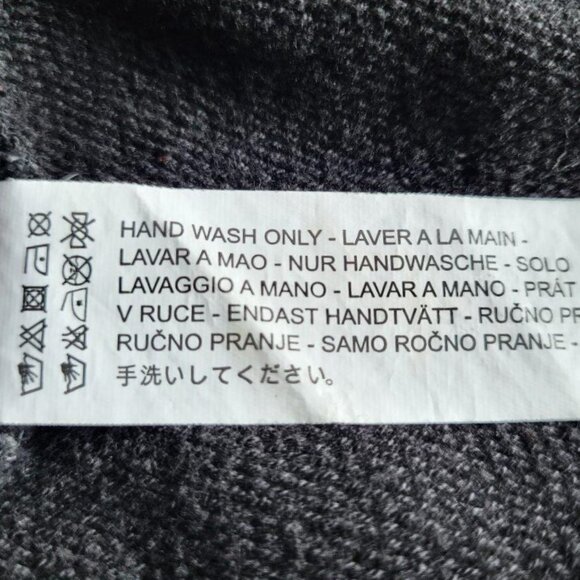 HAND WASH ONLY - LAVER A LA MAIN -
LAVAR A MAO - NUR HANDWASCHE - SOLO
LAVAGGIO A MANO - LAVAR A MANO - PRÁT
V RUCE - ENDAST HANDTVÄTT - RUČNO
RUČNO PRANJE - SAMO ROČNO PRANJE -
手洗いしてください。